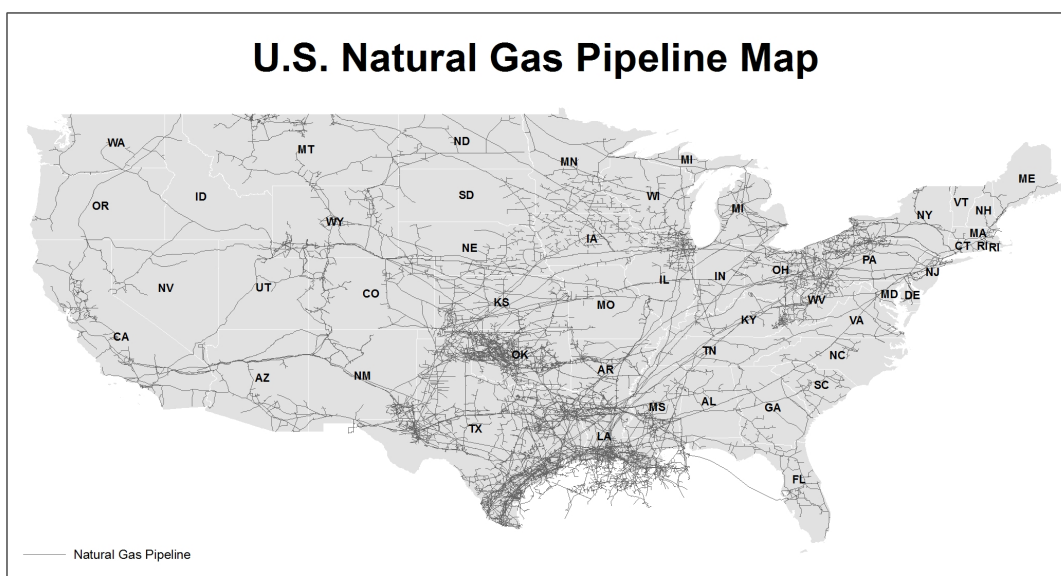 U.S. Natural Gas Pipeline Map
WA
MT
ND
MN
MI
ME
OR
ID
SD
WI
MI
VT
NH
NY
WY
MA
NE
IA
CT RI RI
PA
OH
NV
UT
CO
IL
IN
NJ
KS
MO
WV
MD DE
KY
VA
CA
OK
TN
NC
AZ
NM
AR
SC
MS
AL
GA
TX
LA
FL
Natural Gas Pipeline